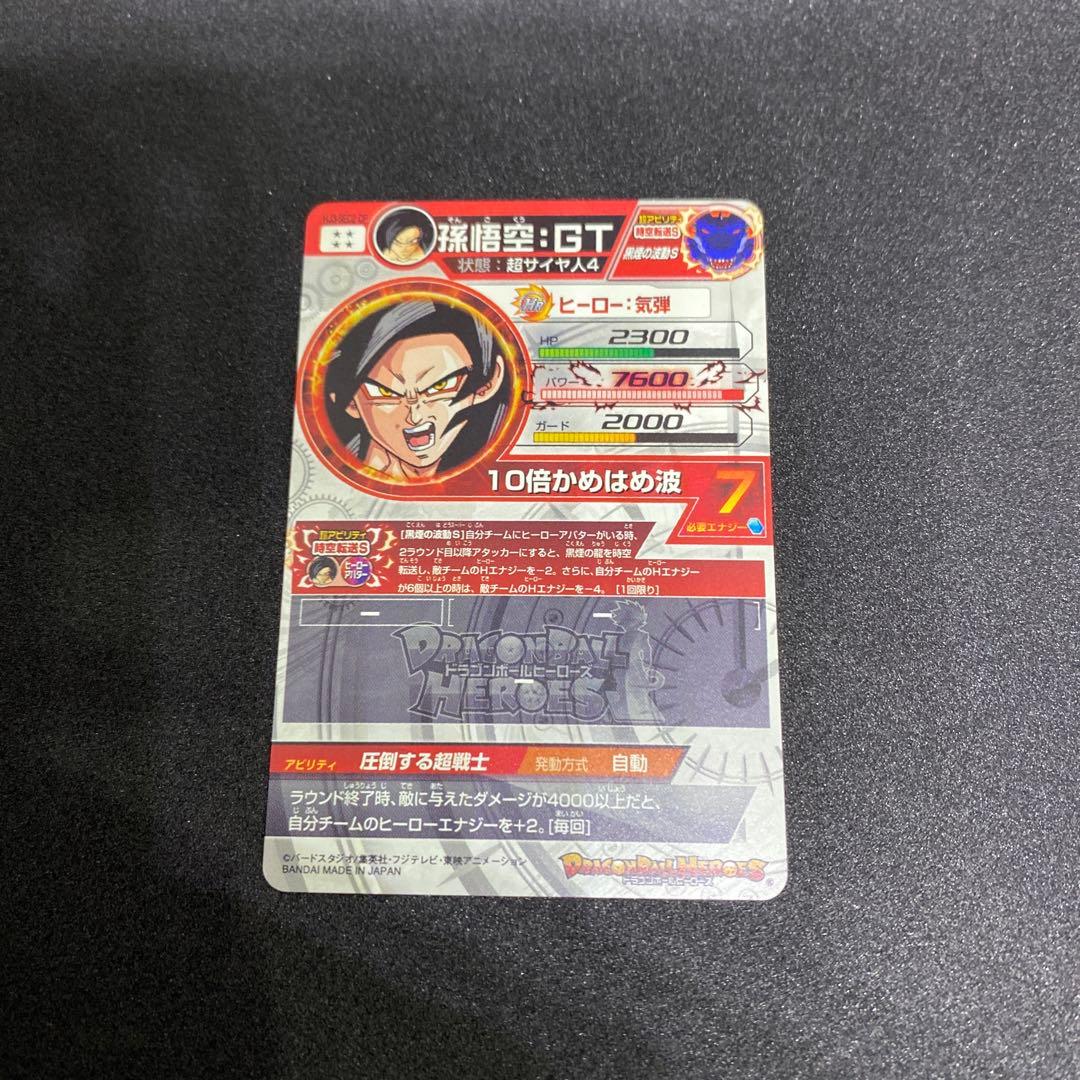 HJ3-SEC2 CP
★★
★★
孫悟空:GT
そん ご くう
状態:超サイヤ人4
超アビリティ
時空転送S
黒煙の波動S
Hr
ヒーロー:気弾
HP 2300
パワー 7600
ガード 2000
10倍かめはめ波
7
必要エナジー
超アビリティ
時空転送S
ヒーロー
アバター
[黒煙の波動S]自分チームにヒーローアバターがいる時、
2ラウンド目以降アタッカーにすると、黒煙の龍を時空
転送し、敵チームのHエナジーを−2。さらに、自分チームのHエナジー
が6個以上の時は、敵チームのHエナジーを−4。[1回限り]
ー [ ー ]
DRAGONBALL
ドラゴンボールヒーローズ
HEROES
ー
アビリティ 圧倒する超戦士 発動方式 自動
ラウンド終了時、敵に与えたダメージが4000以上だと、
自分チームのヒーローエナジーを+2。[毎回]
©バードスタジオ/集英社・フジテレビ・東映アニメーション
BANDAI MADE IN JAPAN
DRAGONBALL HEROES
ドラゴンボールヒーローズ